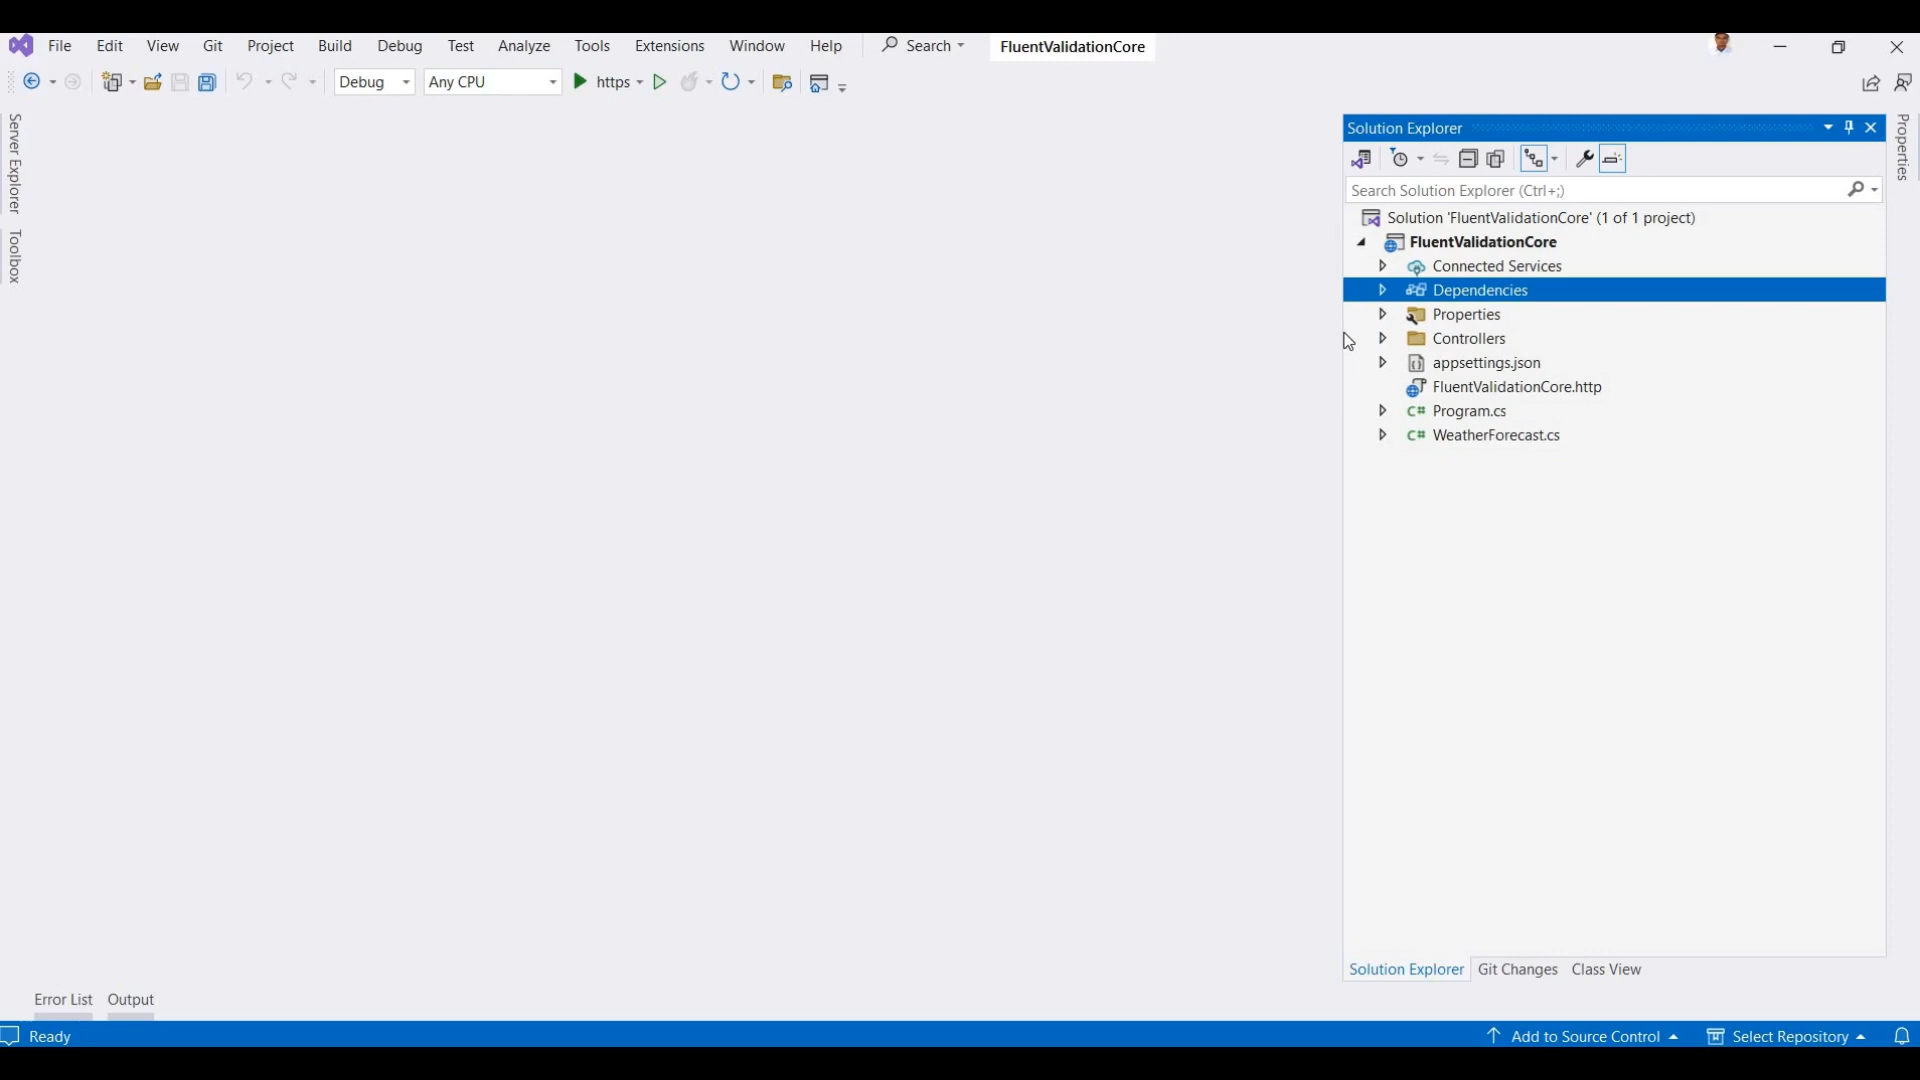 File Edit View Git Project Build Debug Test Analyze Tools Extensions Window Help Search FluentValidationCore
Debug Any CPU https
Server Explorer
Toolbox
Solution Explorer
Search Solution Explorer (Ctrl+;)
Solution 'FluentValidationCore' (1 of 1 project)
FluentValidationCore
Connected Services
Dependencies
Properties
Controllers
appsettings.json
FluentValidationCore.http
C# Program.cs
C# WeatherForecast.cs
Solution Explorer Git Changes Class View
Properties
Error List Output
Ready Add to Source Control Select Repository